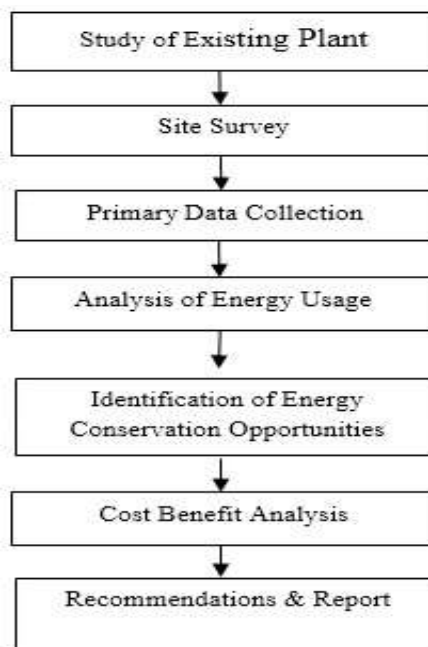 Study of Existing Plant
Site Survey
Primary Data Collection
Analysis of Energy Usage
Identification of Energy
Conservation Opportunities
Cost Benefit Analysis
Recommendations & Report